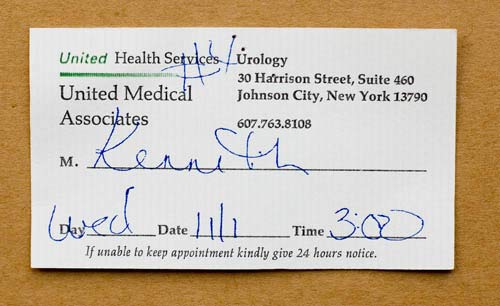 United Health Services #4 Urology
30 Harrison Street, Suite 460
United Medical Johnson City, New York 13790
Associates 607.763.8108
M. Kenneth
Day Wed Date 11/1 Time 3:00
If unable to keep appointment kindly give 24 hours notice.